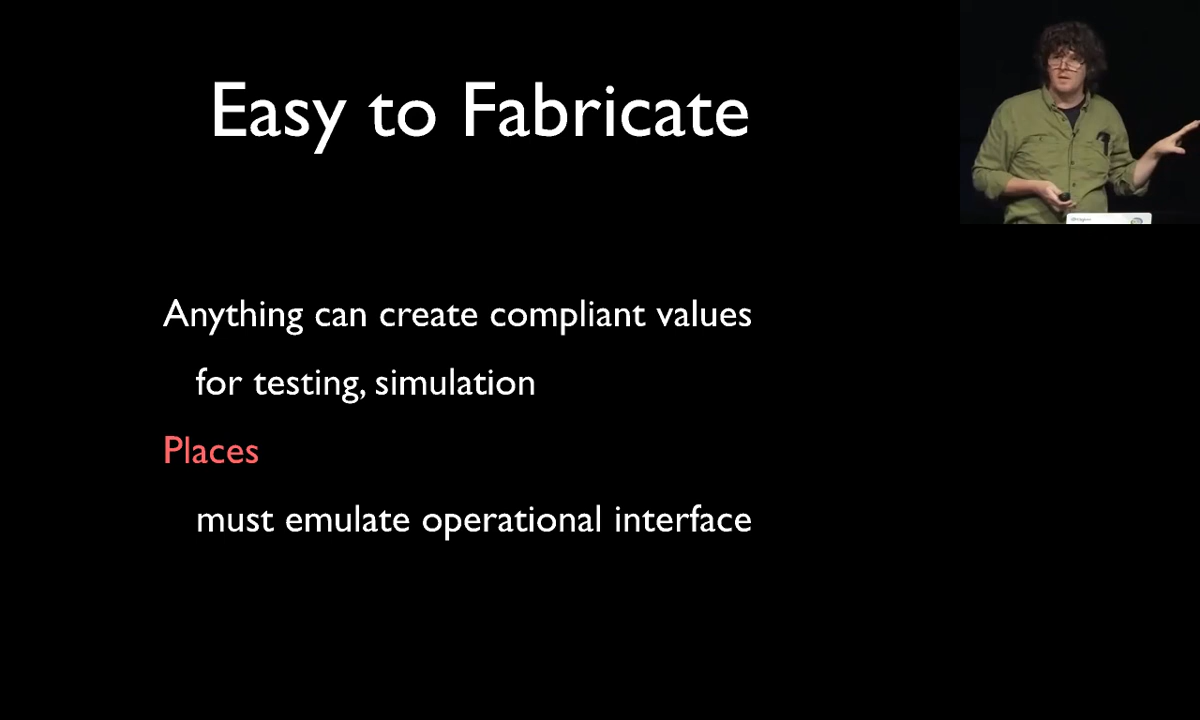 Easy to Fabricate
Anything can create compliant values
for testing, simulation
Places
must emulate operational interface